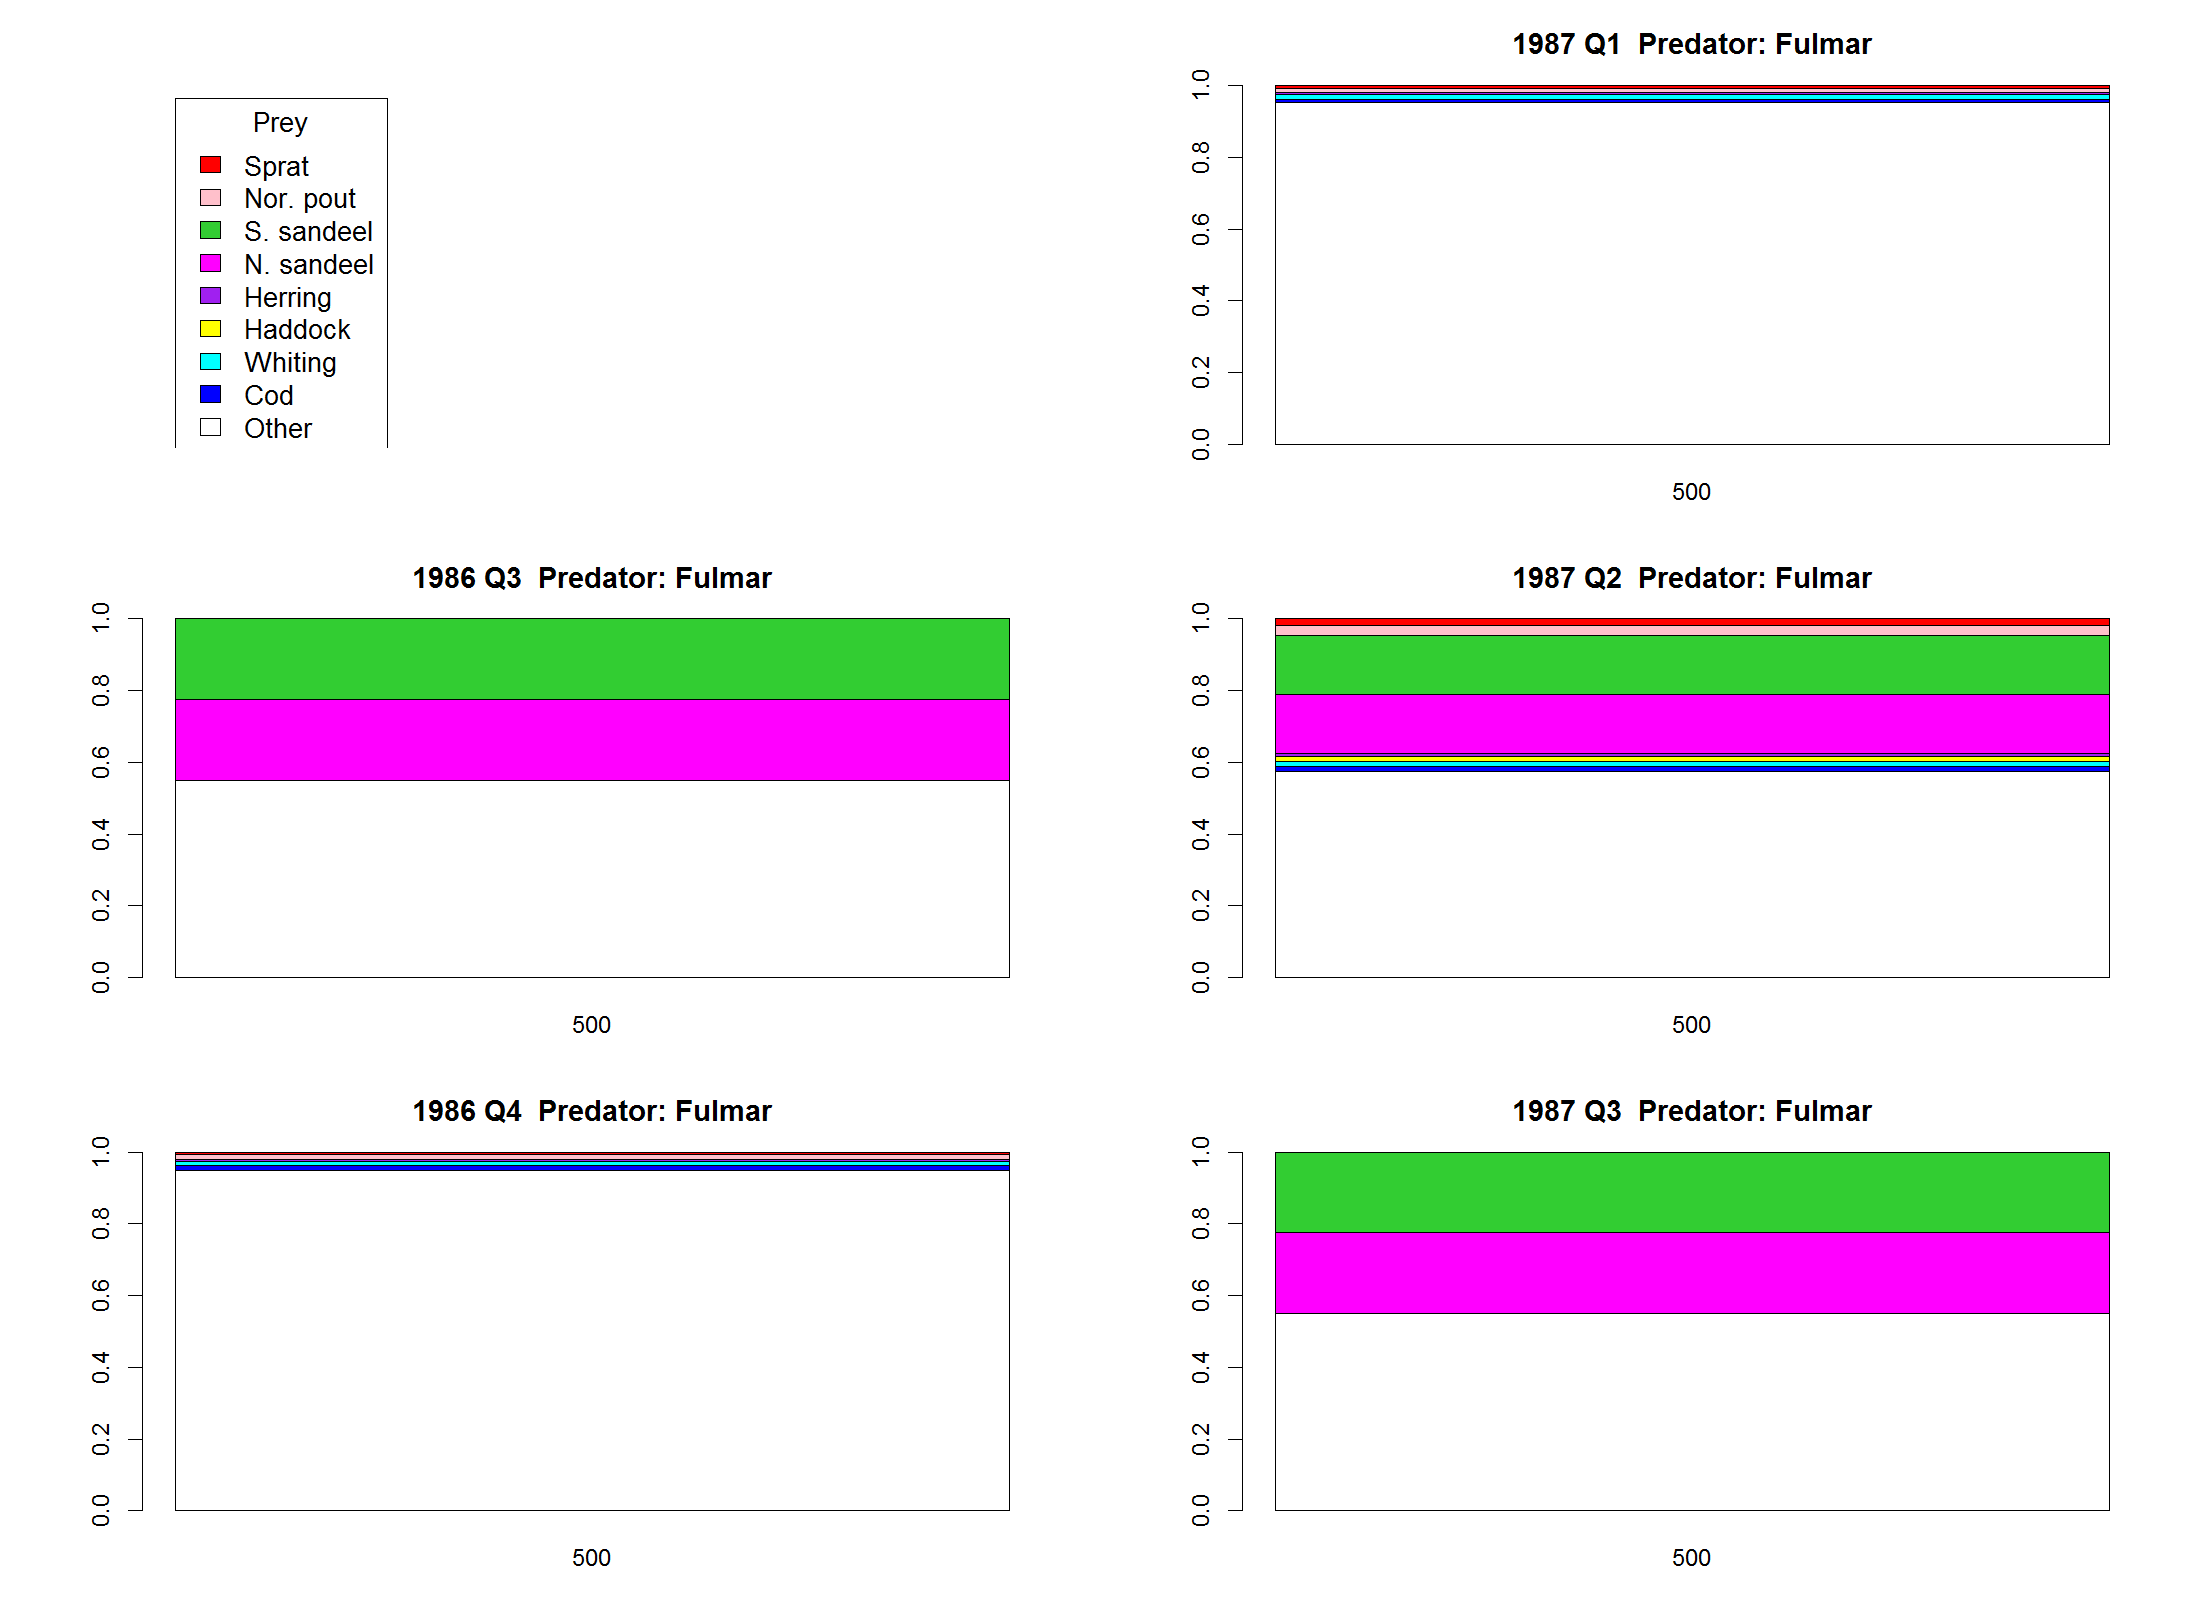 Prey
Sprat
Nor. pout
S. sandeel
N. sandeel
Herring
Haddock
Whiting
Cod
Other
1987 Q1  Predator: Fulmar
1.0
0.8
0.6
0.4
0.2
0.0
500
1986 Q3  Predator: Fulmar
1.0
0.8
0.6
0.4
0.2
0.0
500
1987 Q2  Predator: Fulmar
1.0
0.8
0.6
0.4
0.2
0.0
500
1986 Q4  Predator: Fulmar
1.0
0.8
0.6
0.4
0.2
0.0
500
1987 Q3  Predator: Fulmar
1.0
0.8
0.6
0.4
0.2
0.0
500